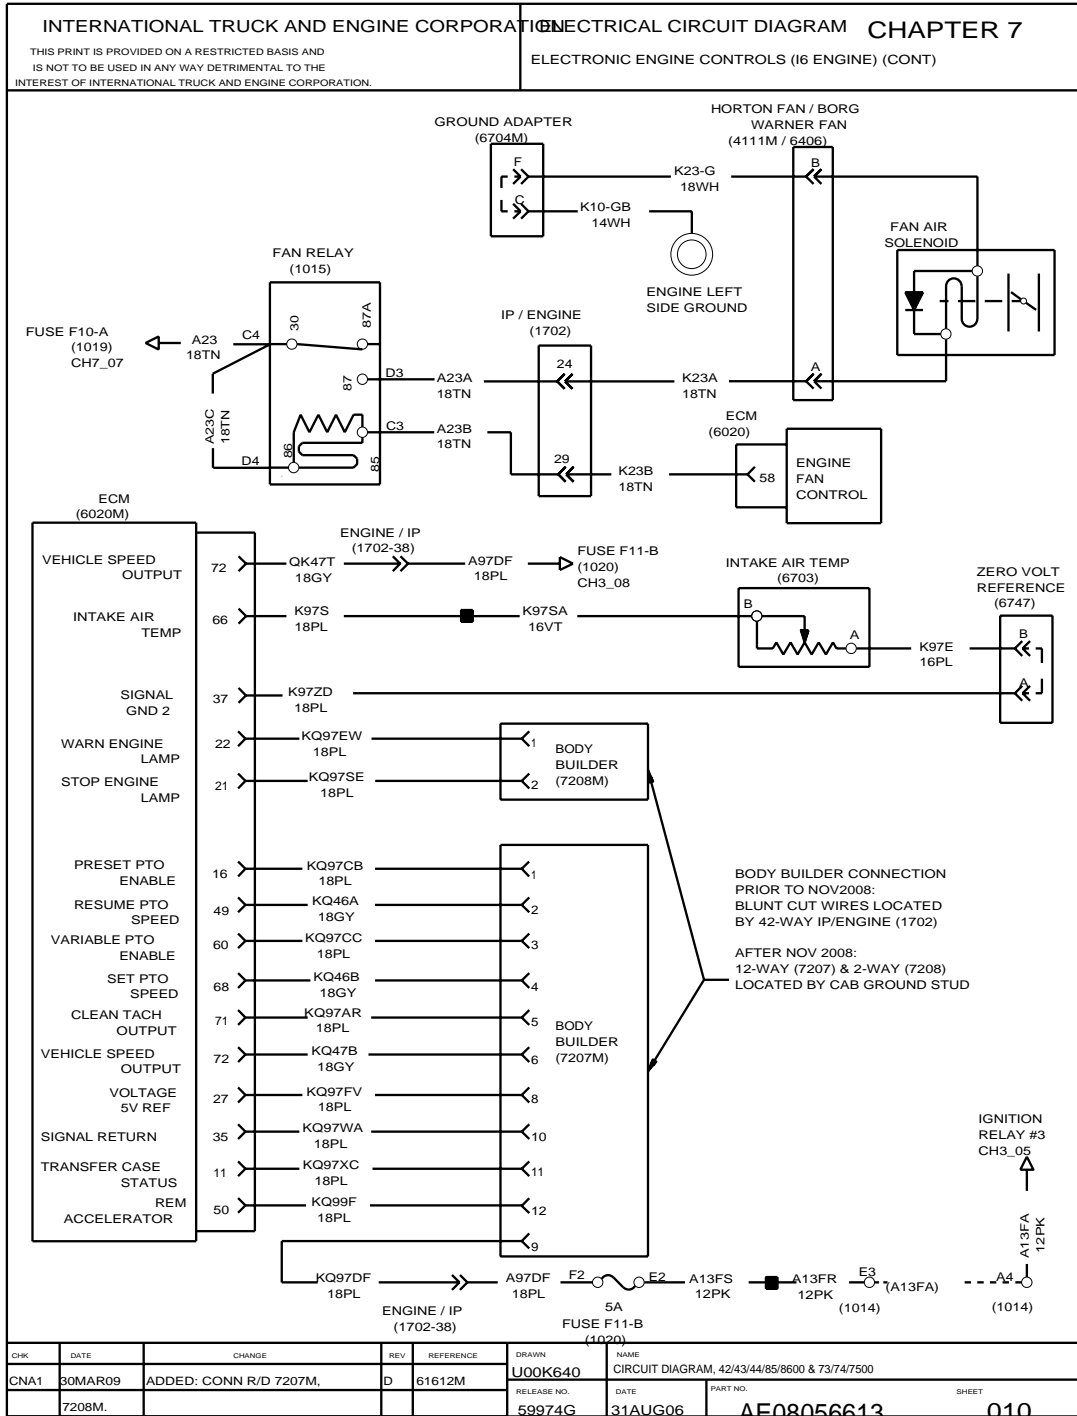 INTERNATIONAL TRUCK AND ENGINE CORPORATION
ELECTRICAL CIRCUIT DIAGRAM CHAPTER 7
THIS PRINT IS PROVIDED ON A RESTRICTED BASIS AND
IS NOT TO BE USED IN ANY WAY DETRIMENTAL TO THE
INTEREST OF INTERNATIONAL TRUCK AND ENGINE CORPORATION.
ELECTRONIC ENGINE CONTROLS (I6 ENGINE) (CONT)
GROUND ADAPTER
(6704M)
F
C
K23-G
18WH
K10-GB
14WH
ENGINE LEFT
SIDE GROUND
HORTON FAN / BORG
WARNER FAN
(4111M / 6406)
B
A
FAN AIR
SOLENOID
FAN RELAY
(1015)
30
87A
87
86
85
C4
D3
C3
D4
FUSE F10-A
(1019)
CH7_07
A23
18TN
A23C
18TN
A23A
18TN
A23B
18TN
IP / ENGINE
(1702)
24
29
K23A
18TN
K23B
18TN
ECM
(6020)
58
ENGINE
FAN
CONTROL
ECM
(6020M)
VEHICLE SPEED
OUTPUT
72
QK47T
18GY
ENGINE / IP
(1702-38)
A97DF
18PL
FUSE F11-B
(1020)
CH3_08
INTAKE AIR
TEMP
66
K97S
18PL
K97SA
16VT
INTAKE AIR TEMP
(6703)
B
A
K97E
16PL
ZERO VOLT
REFERENCE
(6747)
B
A
SIGNAL
GND 2
37
K97ZD
18PL
WARN ENGINE
LAMP
22
KQ97EW
18PL
1
STOP ENGINE
LAMP
21
KQ97SE
18PL
2
BODY
BUILDER
(7208M)
PRESET PTO
ENABLE
16
KQ97CB
18PL
1
RESUME PTO
SPEED
49
KQ46A
18GY
2
VARIABLE PTO
ENABLE
60
KQ97CC
18PL
3
SET PTO
SPEED
68
KQ46B
18GY
4
CLEAN TACH
OUTPUT
71
KQ97AR
18PL
5
VEHICLE SPEED
OUTPUT
72
KQ47B
18GY
6
VOLTAGE
5V REF
27
KQ97FV
18PL
8
SIGNAL RETURN
35
KQ97WA
18PL
10
TRANSFER CASE
STATUS
11
KQ97XC
18PL
11
REM
ACCELERATOR
50
KQ99F
18PL
12
9
BODY
BUILDER
(7207M)
BODY BUILDER CONNECTION
PRIOR TO NOV2008:
BLUNT CUT WIRES LOCATED
BY 42-WAY IP/ENGINE (1702)
AFTER NOV 2008:
12-WAY (7207) & 2-WAY (7208)
LOCATED BY CAB GROUND STUD
IGNITION
RELAY #3
CH3_05
A13FA
12PK
KQ97DF
18PL
ENGINE / IP
(1702-38)
A97DF
18PL
F2
E2
5A
FUSE F11-B
(1020)
A13FS
12PK
A13FR
12PK
E3
(1014)
(A13FA)
A4
(1014)
CHK DATE CHANGE REV REFERENCE
CNA1 30MAR09 ADDED: CONN R/D 7207M, D 61612M
7208M.
DRAWN
U00K640
NAME
CIRCUIT DIAGRAM, 42/43/44/85/8600 & 73/74/7500
RELEASE NO.
59974G
DATE
31AUG06
PART NO.
AE08056613
SHEET
010